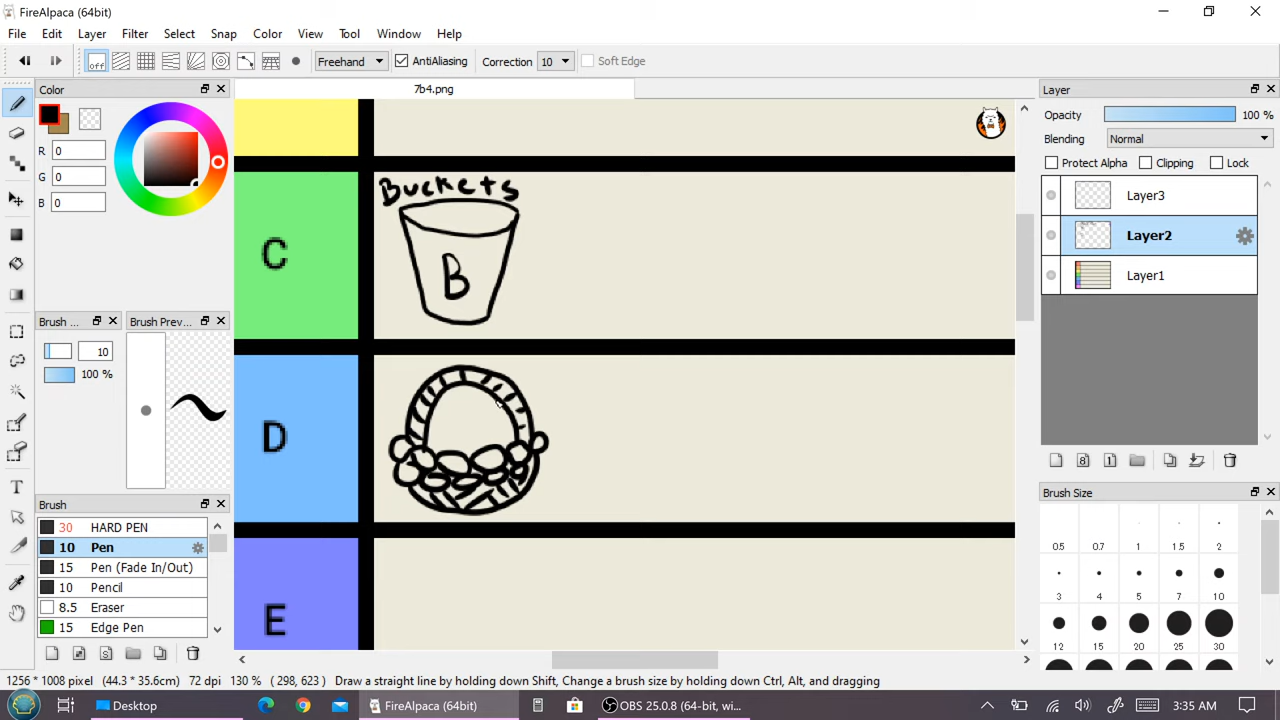 FireAlpaca (64bit)
File Edit Layer Filter Select Snap Color View Tool Window Help
off Freehand AntiAliasing Correction 10 Soft Edge
Color
7b4.png
Layer
R 0
G 0
B 0
Opacity 100 %
Blending Normal
Protect Alpha Clipping Lock
Layer3
Layer2
Layer1
Buckets
B
C
D
E
Brush ... Brush Prev...
10
100 %
Brush
30 HARD PEN
10 Pen
15 Pen (Fade In/Out)
10 Pencil
8.5 Eraser
15 Edge Pen
8 1
Brush Size
0.5 0.7 1 1.5 2
3 4 5 7 10
12 15 20 25 30
T
S
1256 * 1008 pixel (44.3 * 35.6cm) 72 dpi 130 % ( 298, 623 ) Draw a straight line by holding down Shift, Change a brush size by holding down Ctrl, Alt, and dragging
Desktop FireAlpaca (64bit) OBS 25.0.8 (64-bit, wi... 3:35 AM